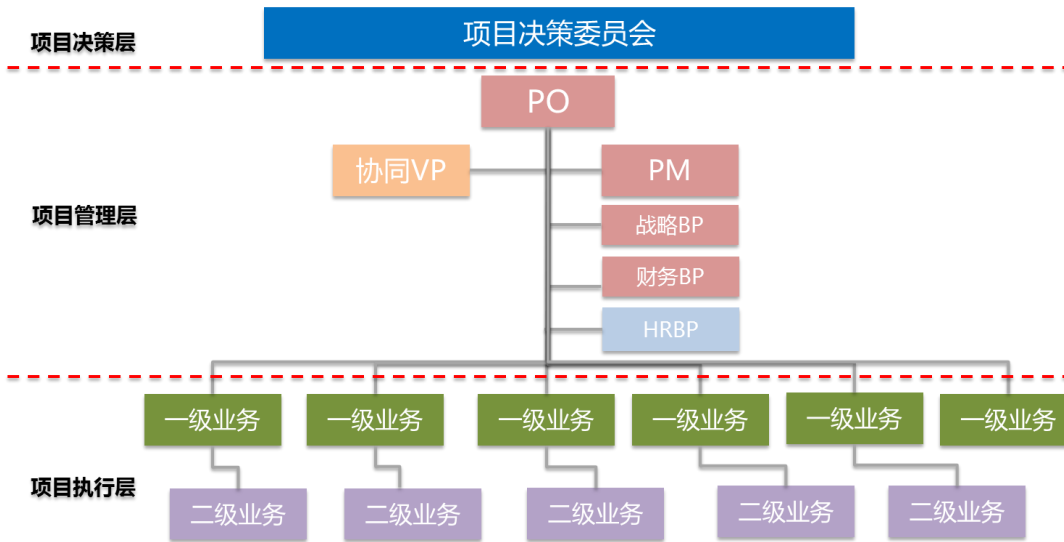 项目决策层
项目决策委员会
PO
协同VP
PM
项目管理层
战略BP
财务BP
HRBP
一级业务
一级业务
一级业务
一级业务
一级业务
一级业务
项目执行层
二级业务
二级业务
二级业务
二级业务
二级业务